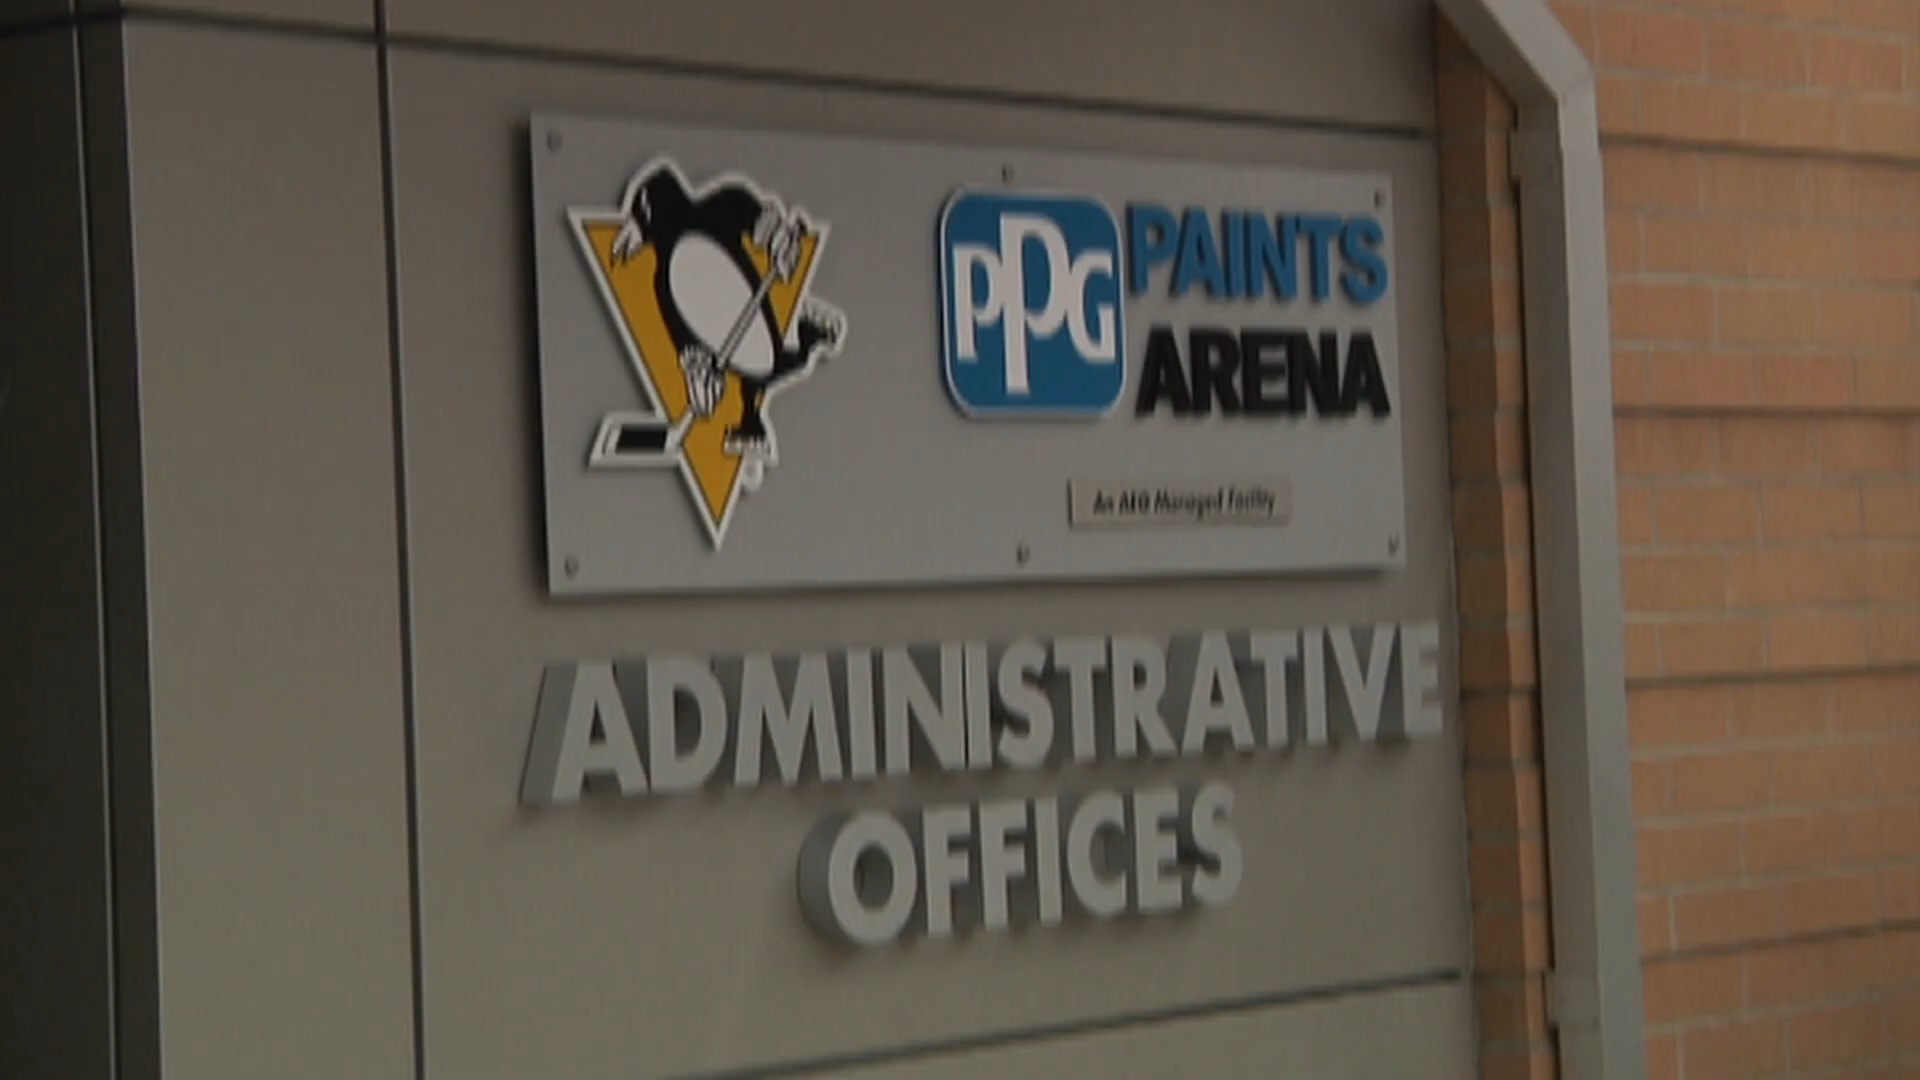 PPG PAINTS
ARENA
An AEG Managed Facility
ADMINISTRATIVE
OFFICES